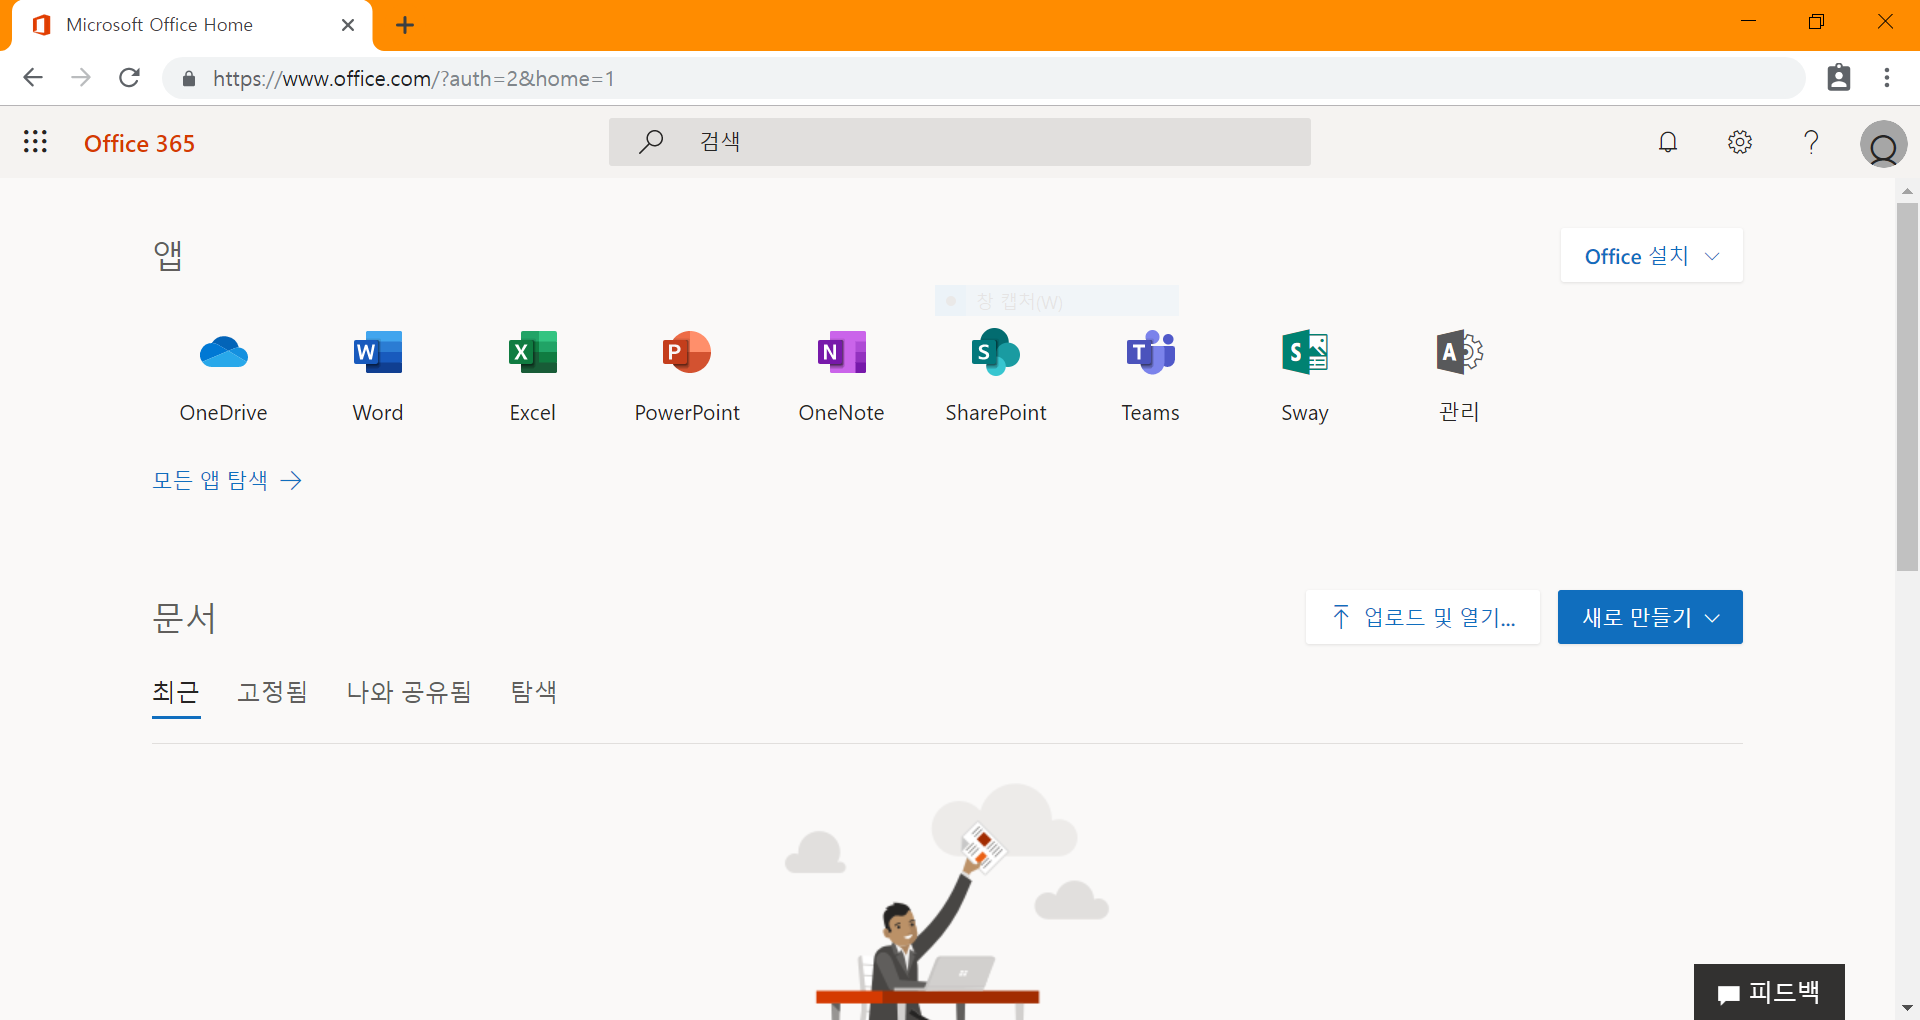 Microsoft Office Home
https://www.office.com/?auth=2&home=1
Office 365
검색
앱
Office 설치
창 캡처(W)
OneDrive
Word
Excel
PowerPoint
OneNote
SharePoint
Teams
Sway
관리
모든 앱 탐색
문서
업로드 및 열기...
새로 만들기
최근
고정됨
나와 공유됨
탐색
피드백